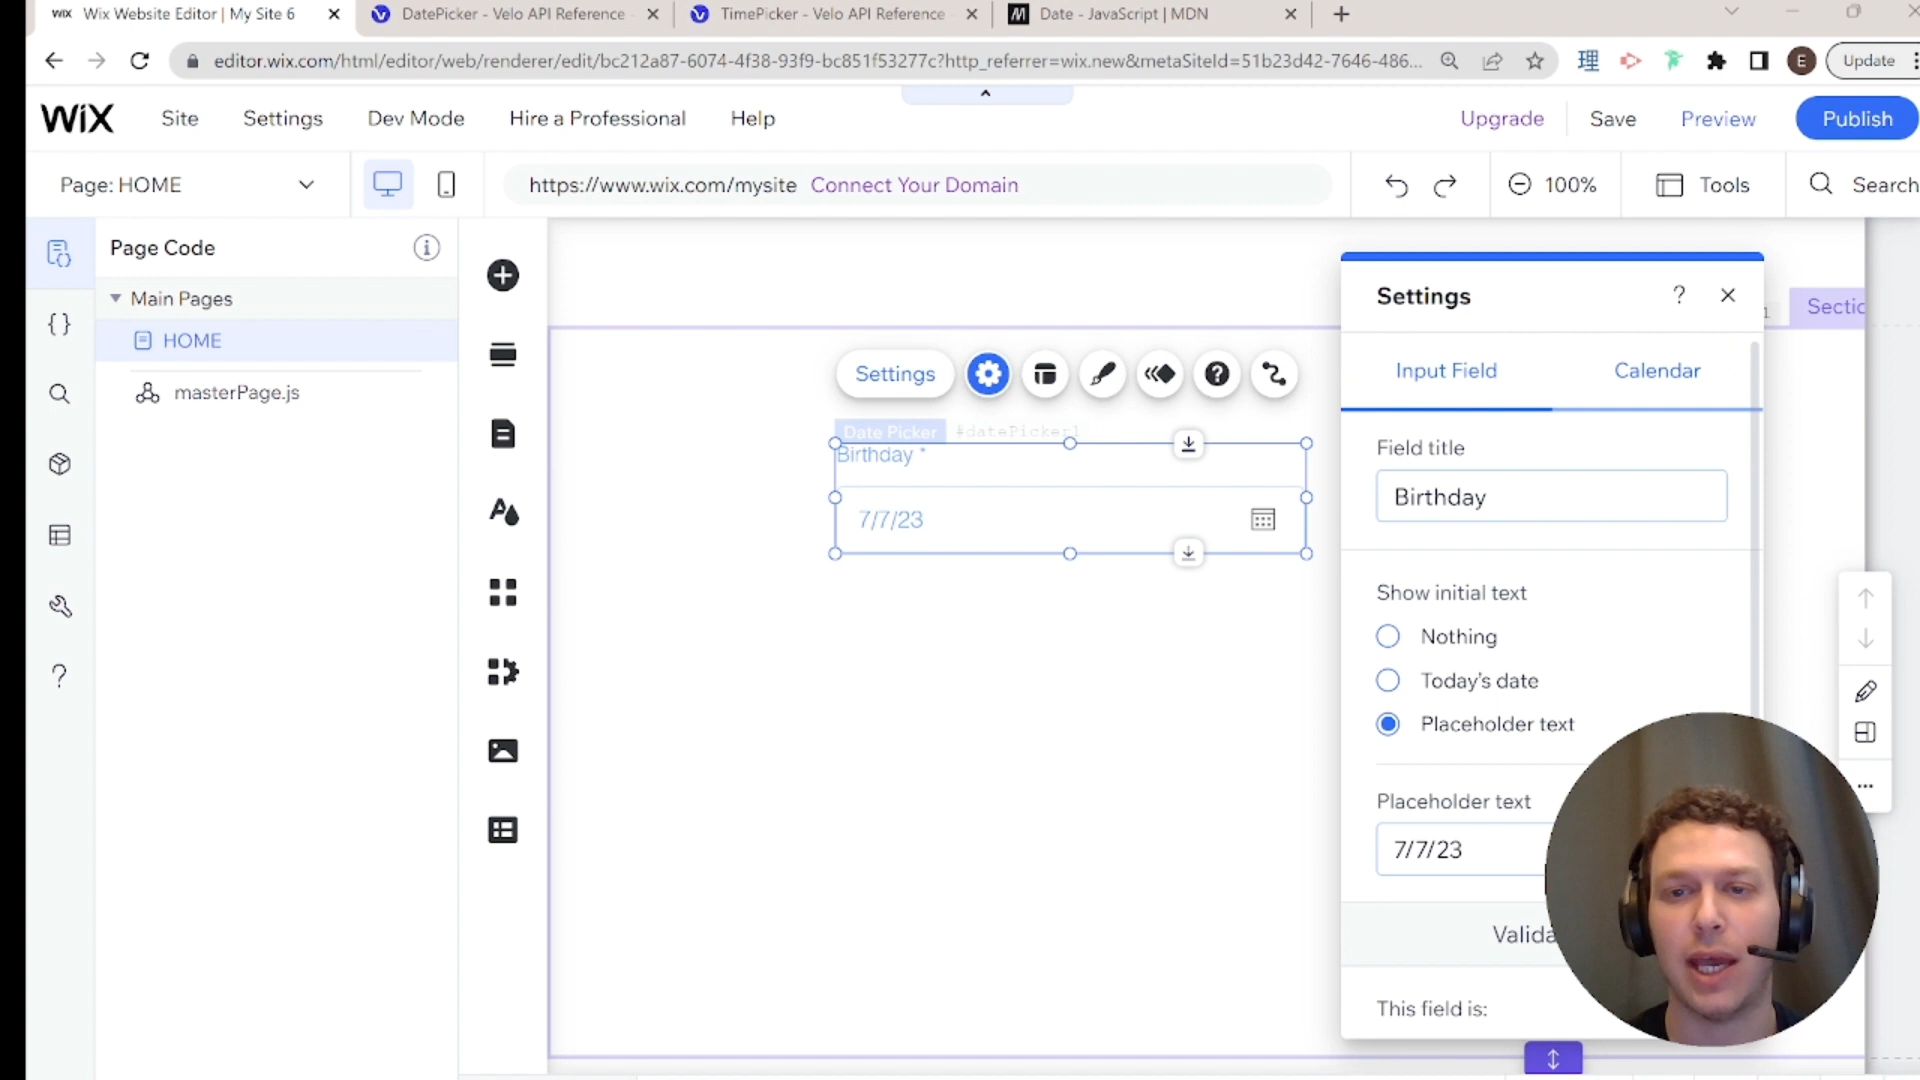 WiX Wix Website Editor | My Site 6
DatePicker - Velo API Reference
TimePicker - Velo API Reference
Date - JavaScript | MDN
editor.wix.com/html/editor/web/renderer/edit/bc212a87-6074-4f38-93f9-bc851f53277c?http_referrer=wix.new&metaSiteId=51b23d42-7646-486...
理
E
Update
WiX
Site
Settings
Dev Mode
Hire a Professional
Help
Upgrade
Save
Preview
Publish
Page: HOME
https://www.wix.com/mysite Connect Your Domain
100%
Tools
Search
Page Code
Main Pages
HOME
masterPage.js
Settings
Date Picker #datePicker1
Birthday *
7/7/23
Settings
?
Input Field
Calendar
Field title
Birthday
Show initial text
Nothing
Today's date
Placeholder text
Placeholder text
7/7/23
This field is: